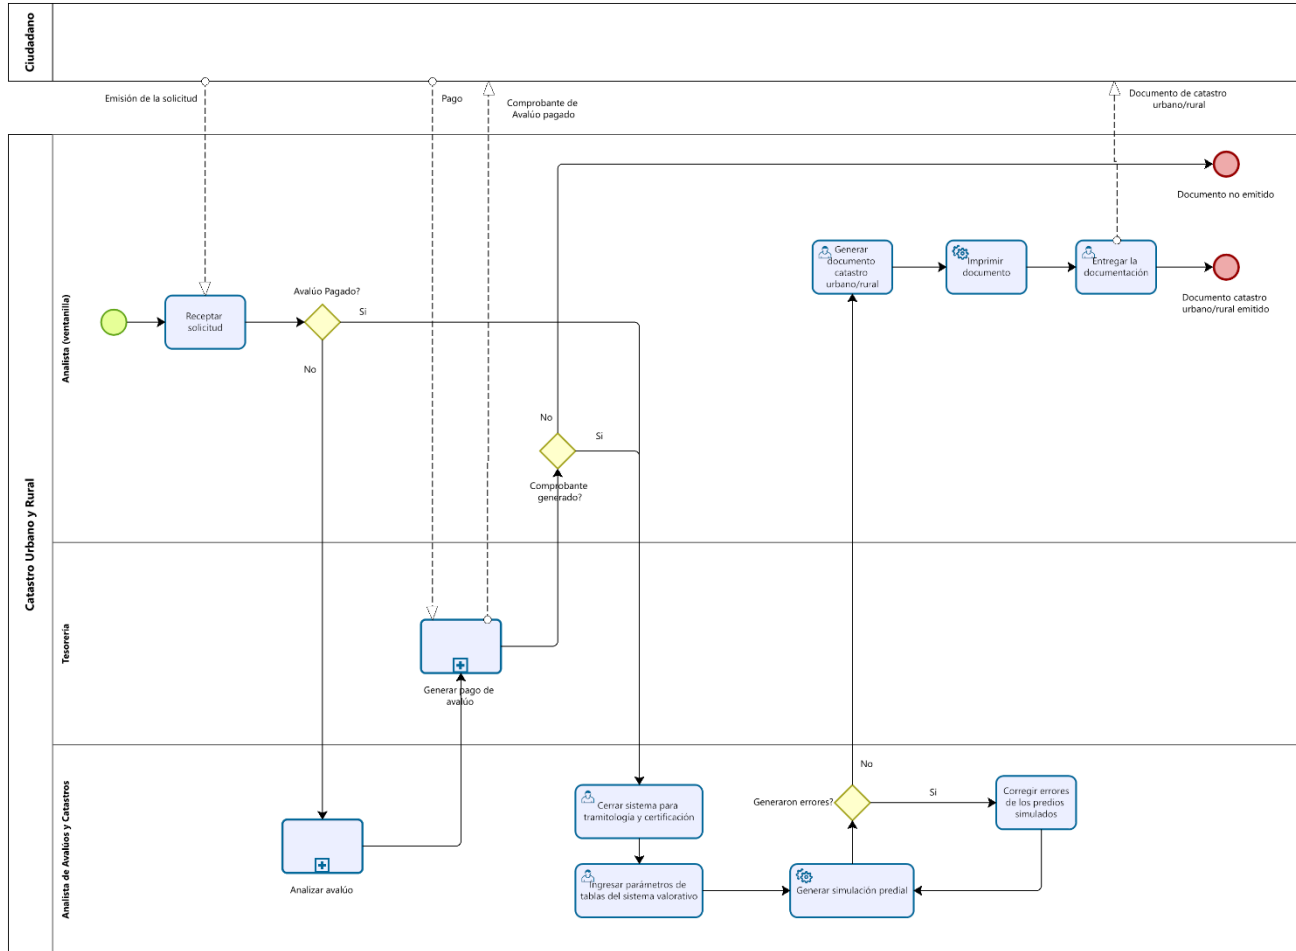 Ciudadano
Emisión de la solicitud
Pago
Comprobante de
Avalúo pagado
Documento de catastro
urbano/rural
Catastro Urbano y Rural
Analista (ventanilla)
Documento no emitido
Receptar
solicitud
Avalúo Pagado?
Si
No
Generar
documento
catastro
urbano/rural
Imprimir
documento
Entregar la
documentación
Documento catastro
urbano/rural emitido
No
Si
Comprobante
generado?
Tesoreria
Generar pago de
avalúo
Analista de Avalúos y Catastros
Analizar avalúo
Cerrar sistema para
tramitología y certificación
Ingresar parámetros de
tablas del sistema valorativo
Generar simulación predial
Generaron errores?
No
Si
Corregir errores
de los predios
simulados